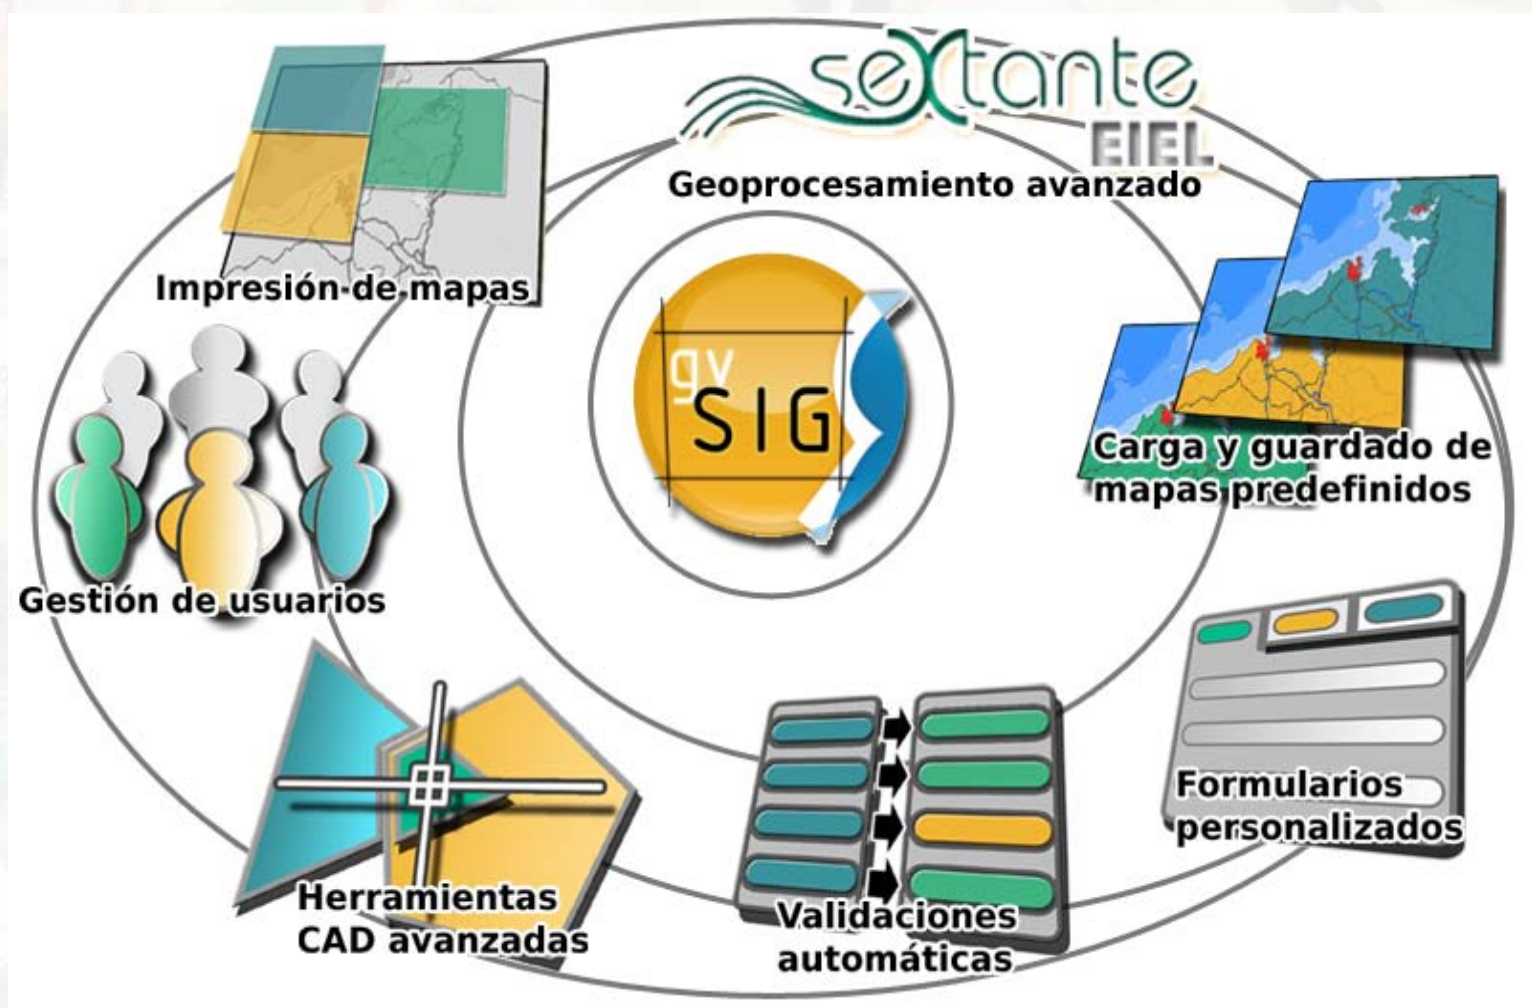 sextante
EIEL
Geoprocesamiento avanzado
Impresión de mapas
gv
SIG
Carga y guardado de
mapas predefinidos
Gestión de usuarios
Formularios
personalizados
Herramientas
CAD avanzadas
Validaciones
automáticas